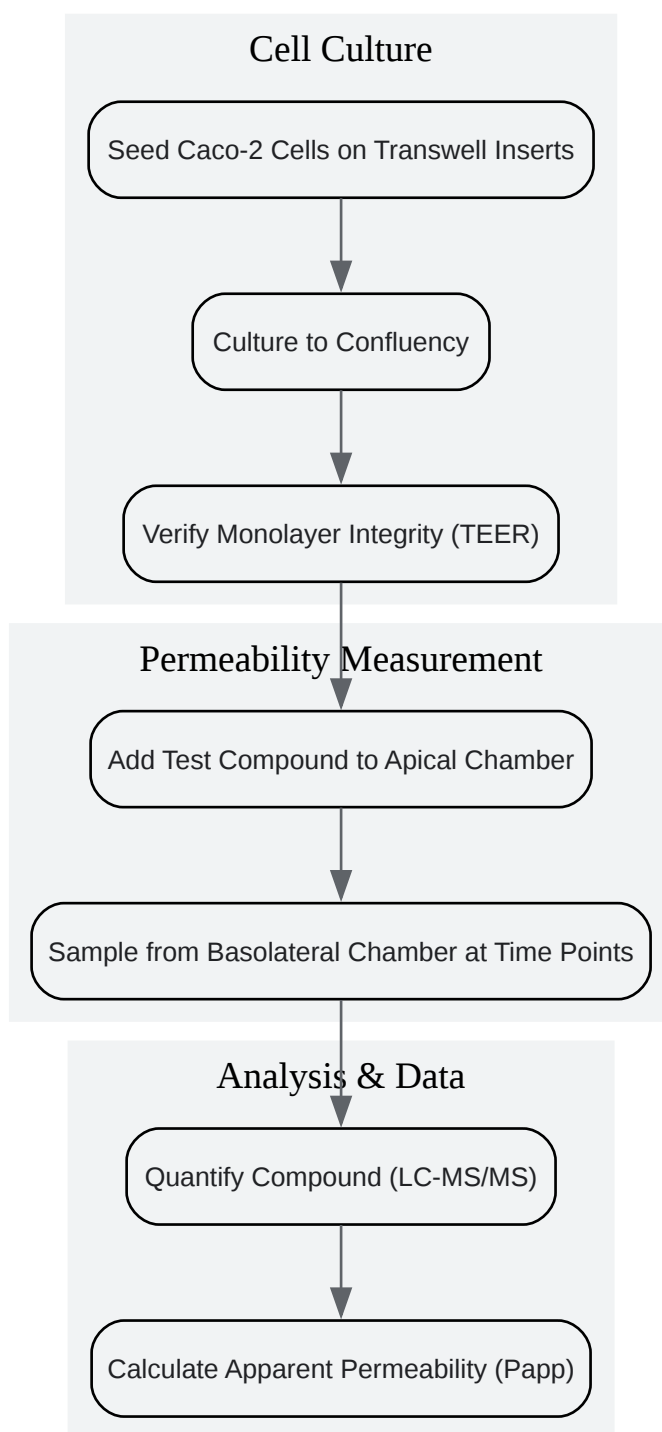 Cell Culture
Seed Caco-2 Cells on Transwell Inserts
Culture to Confluency
Verify Monolayer Integrity (TEER)
Permeability Measurement
Add Test Compound to Apical Chamber
Sample from Basolateral Chamber at Time Points
Analysis & Data
Quantify Compound (LC-MS/MS)
Calculate Apparent Permeability (Papp)